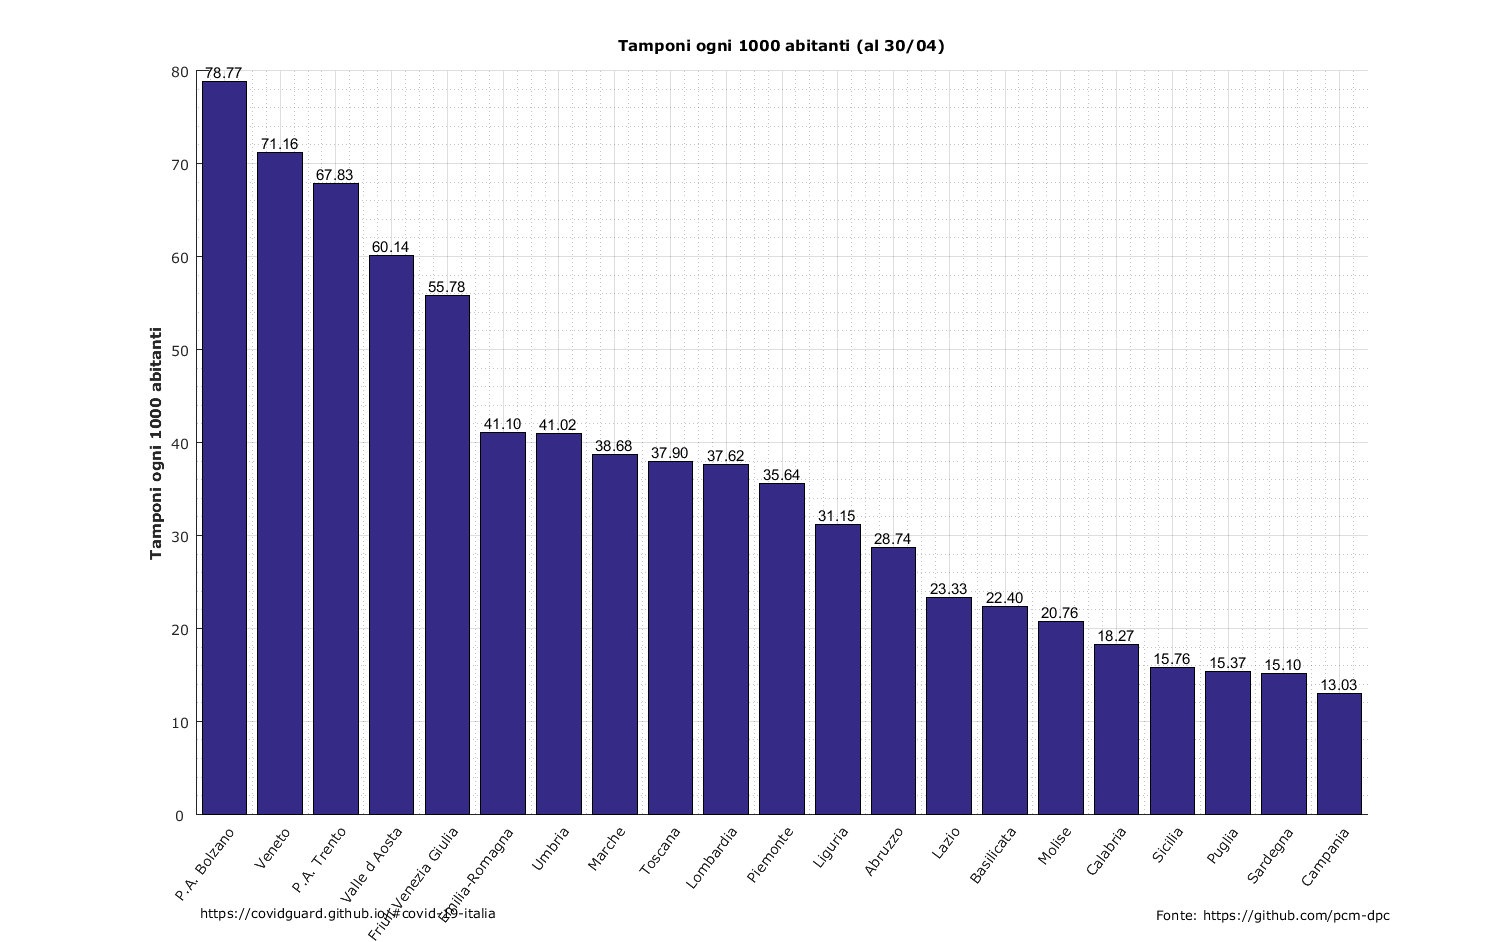 Tamponi ogni 1000 abitanti (al 30/04)
Tamponi ogni 1000 abitanti
80
70
60
50
40
30
20
10
0
78.77
71.16
67.83
60.14
55.78
41.10
41.02
38.68
37.90
37.62
35.64
31.15
28.74
23.33
22.40
20.76
18.27
15.76
15.37
15.10
13.03
P.A. Bolzano
Veneto
P.A. Trento
Valle d Aosta
Friuli Venezia Giulia
Emilia-Romagna
Umbria
Marche
Toscana
Lombardia
Piemonte
Liguria
Abruzzo
Lazio
Basilicata
Molise
Calabria
Sicilia
Puglia
Sardegna
Campania
https://covidguard.github.io/#covid-19-italia
Fonte: https://github.com/pcm-dpc